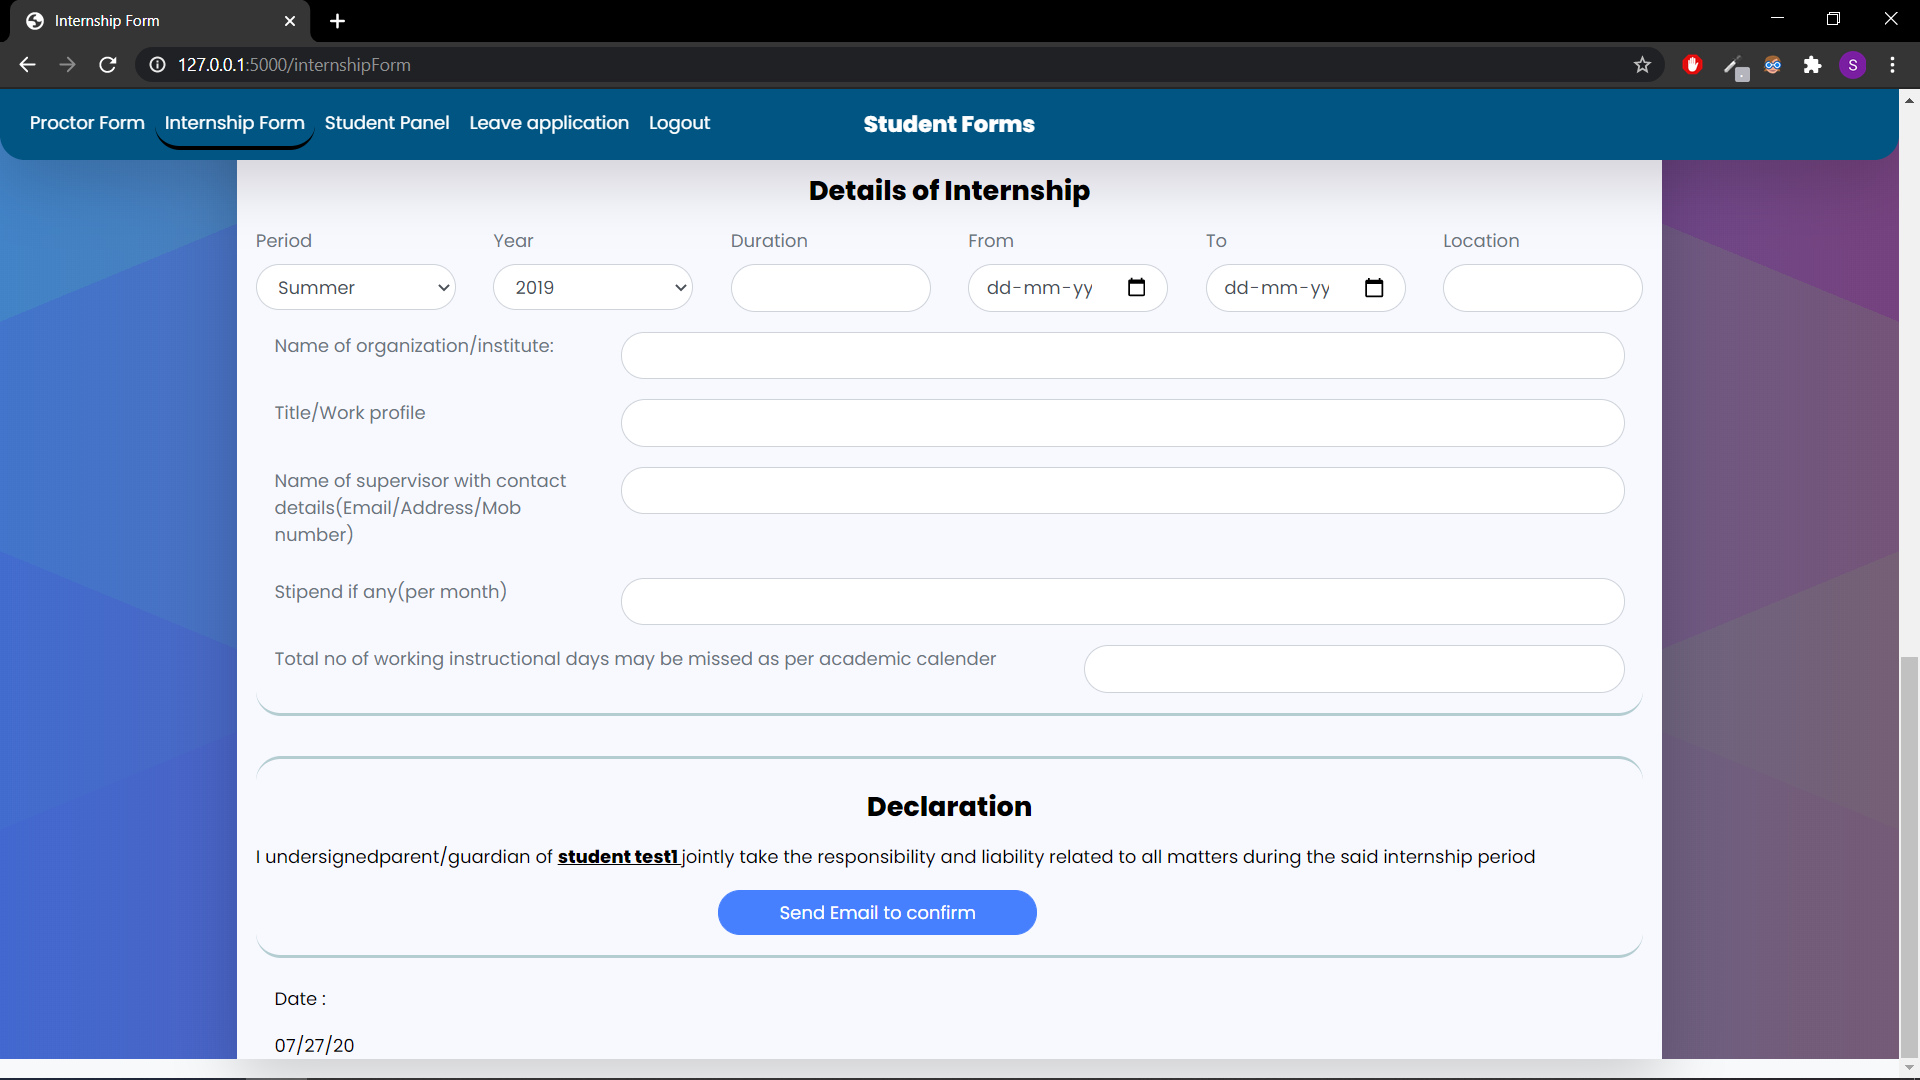 Internship Form
127.0.0.1:5000/internshipForm
S
Proctor Form Internship Form Student Panel Leave application Logout Student Forms
Details of Internship
Period Year Duration From To Location
Summer 2019 dd-mm-yy dd-mm-yy
Name of organization/institute:
Title/Work profile
Name of supervisor with contact
details(Email/Address/Mob
number)
Stipend if any(per month)
Total no of working instructional days may be missed as per academic calender
Declaration
I undersignedparent/guardian of student test1 jointly take the responsibility and liability related to all matters during the said internship period
Send Email to confirm
Date :
07/27/20